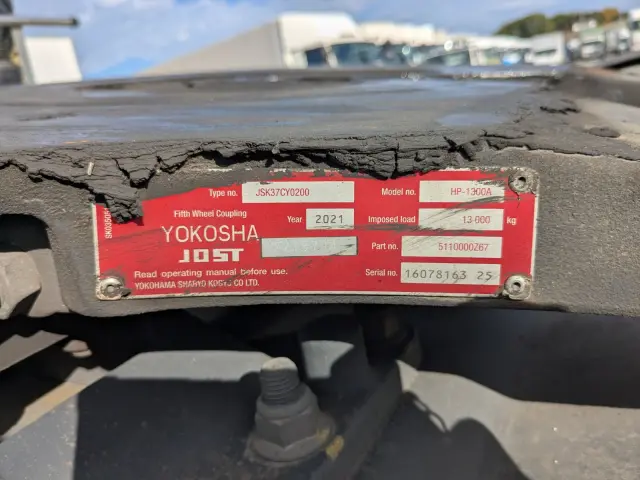 Type no. JSK37CY0200 Model no. HP-1300A
Fifth Wheel Coupling Year 2021 Imposed load 13 000 kg
YOKOSHA Part no. 5110000Z67
JOST Serial no. 16078163 25
Read operating manual before use.
YOKOHAMA SHARYO KOGYO CO LTD.